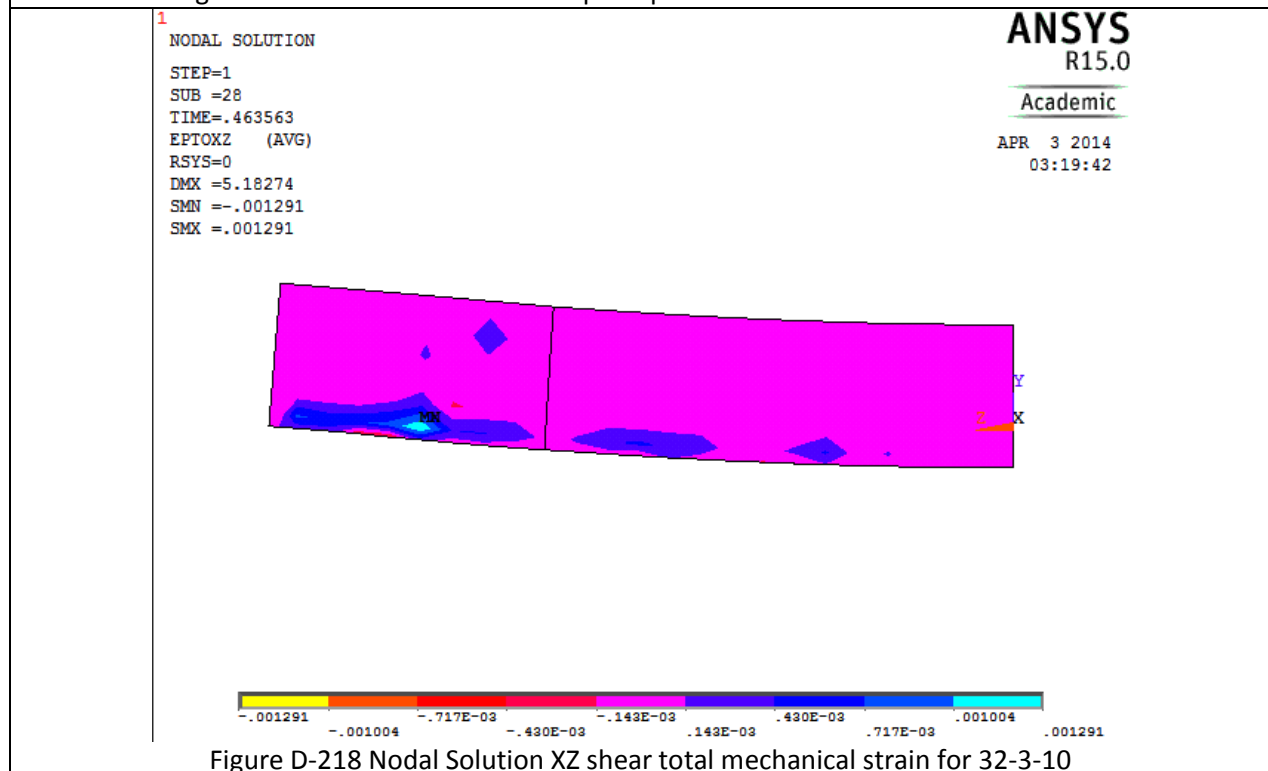 1
NODAL SOLUTION
STEP=1
SUB =28
TIME=.463563
EPTOXZ (AVG)
RSYS=0
DMX =5.18274
SMN =-.001291
SMX =.001291
ANSYS
R15.0
Academic
APR 3 2014
03:19:42
MN
Y
Z X
-.001291 -.717E-03 -.143E-03 .430E-03 .001004
-.001004 -.430E-03 .143E-03 .717E-03 .001291
Figure D-218 Nodal Solution XZ shear total mechanical strain for 32-3-10